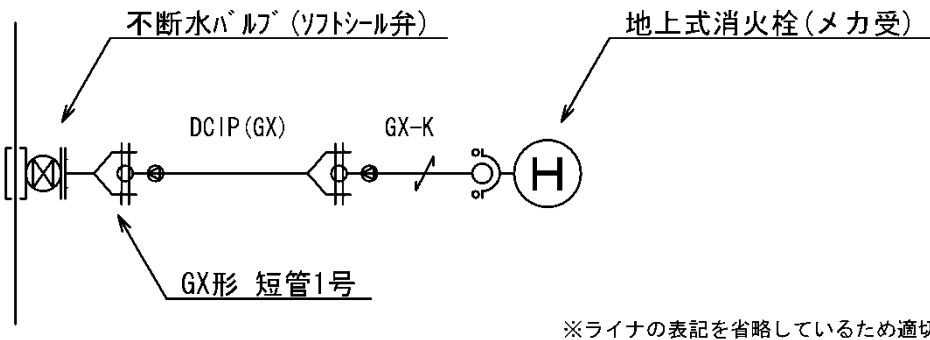 不断水ﾊﾞﾙﾌﾞ(ｿﾌﾄｼｰﾙ弁)
地上式消火栓(メカ受)
DCIP(GX)
GX-K
H
GX形 短管1号
※ライナの表記を省略しているため適切